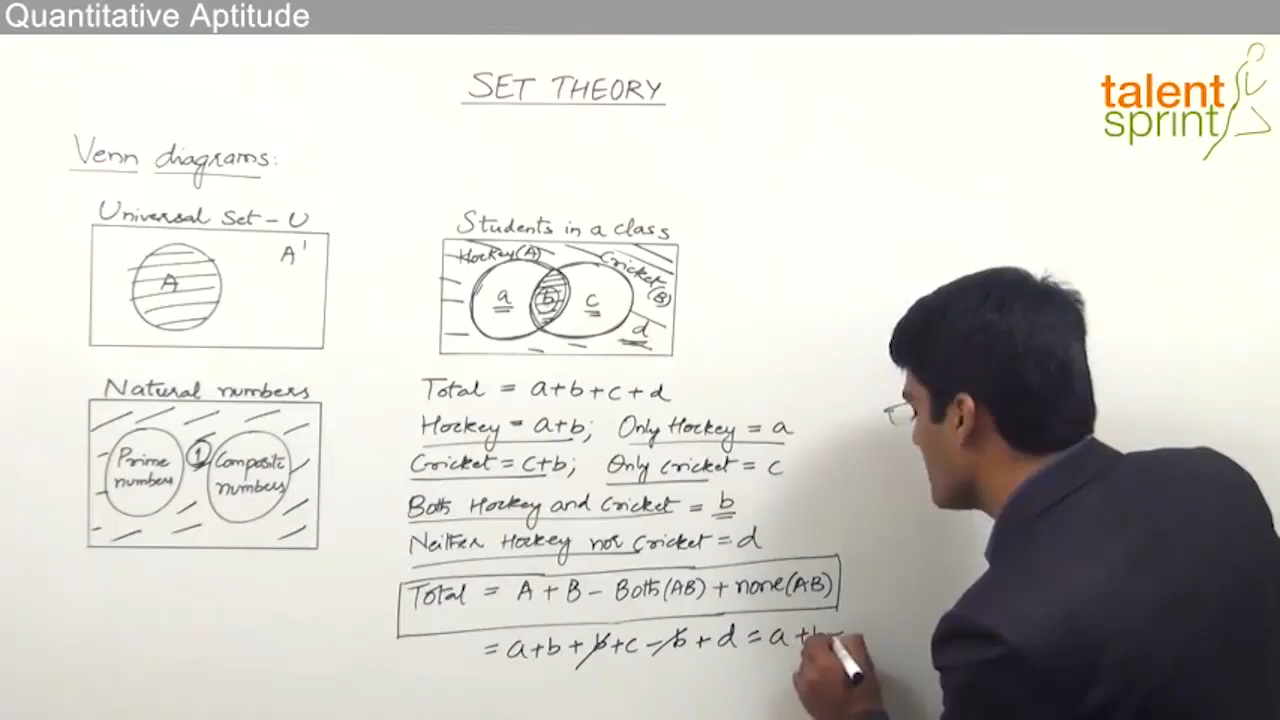 Quantitative Aptitude
SET THEORY
talent
sprint
Venn diagrams:
Universal Set - U
A
A'
Natural numbers
Prime numbers
1
Composite numbers
Students in a class
Hockey(A)
Cricket(B)
a
b
c
d
Total = a+b+c+d
Hockey = a+b; Only Hockey = a
Cricket = c+b; Only cricket = c
Both Hockey and Cricket = b
Neither Hockey nor Cricket = d
Total = A + B - Both(AB) + none(AB)
= a+b+b+c-b+d = a+b